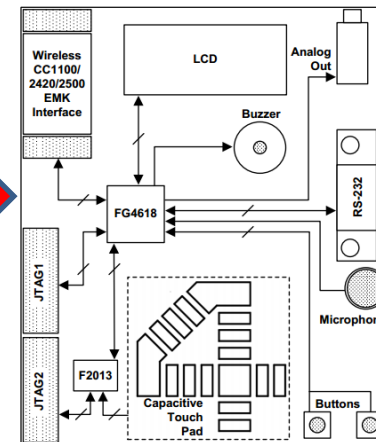 Wireless
CC1100/
2420/2500
EMK
Interface
LCD
Analog
Out
Buzzer
FG4618
RS-232
JTAG1
Microphon
JTAG2
F2013
Capacitive
Touch
Pad
Buttons